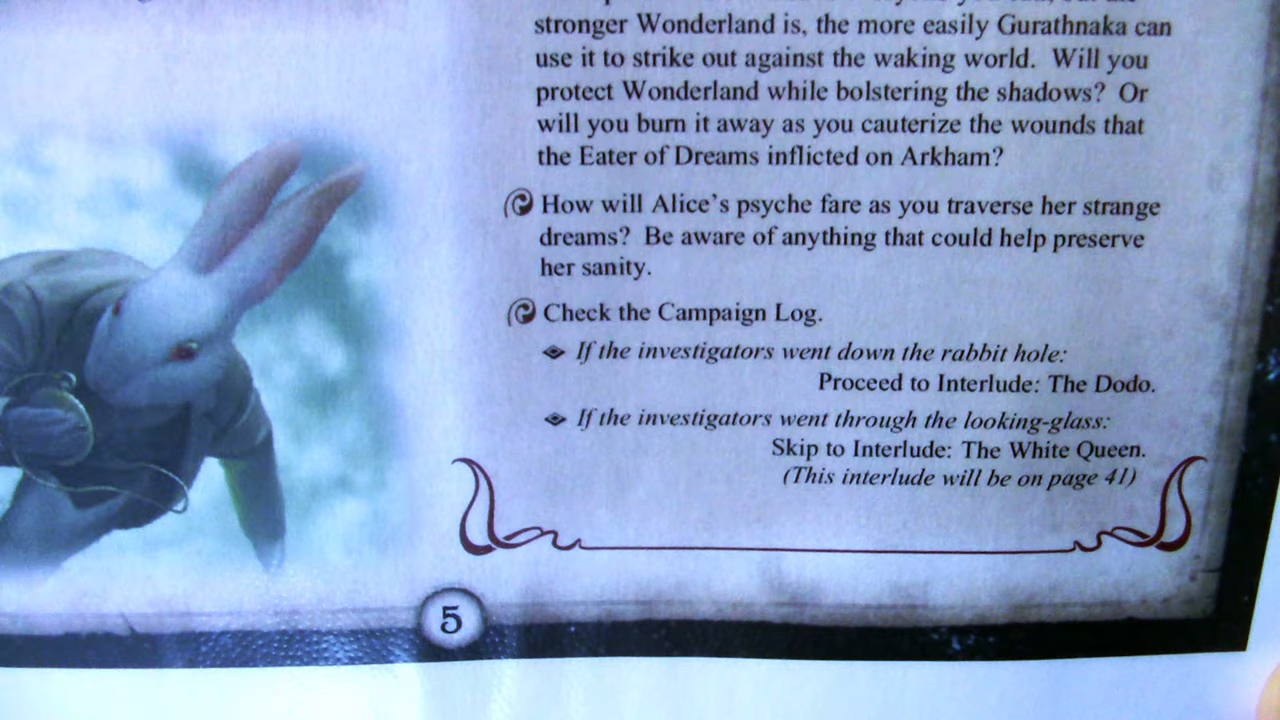 stronger Wonderland is, the more easily Gurathnaka can
use it to strike out against the waking world. Will you
protect Wonderland while bolstering the shadows? Or
will you burn it away as you cauterize the wounds that
the Eater of Dreams inflicted on Arkham?
How will Alice's psyche fare as you traverse her strange
dreams? Be aware of anything that could help preserve
her sanity.
Check the Campaign Log.
If the investigators went down the rabbit hole:
Proceed to Interlude: The Dodo.
If the investigators went through the looking-glass:
Skip to Interlude: The White Queen.
(This interlude will be on page 41)
5